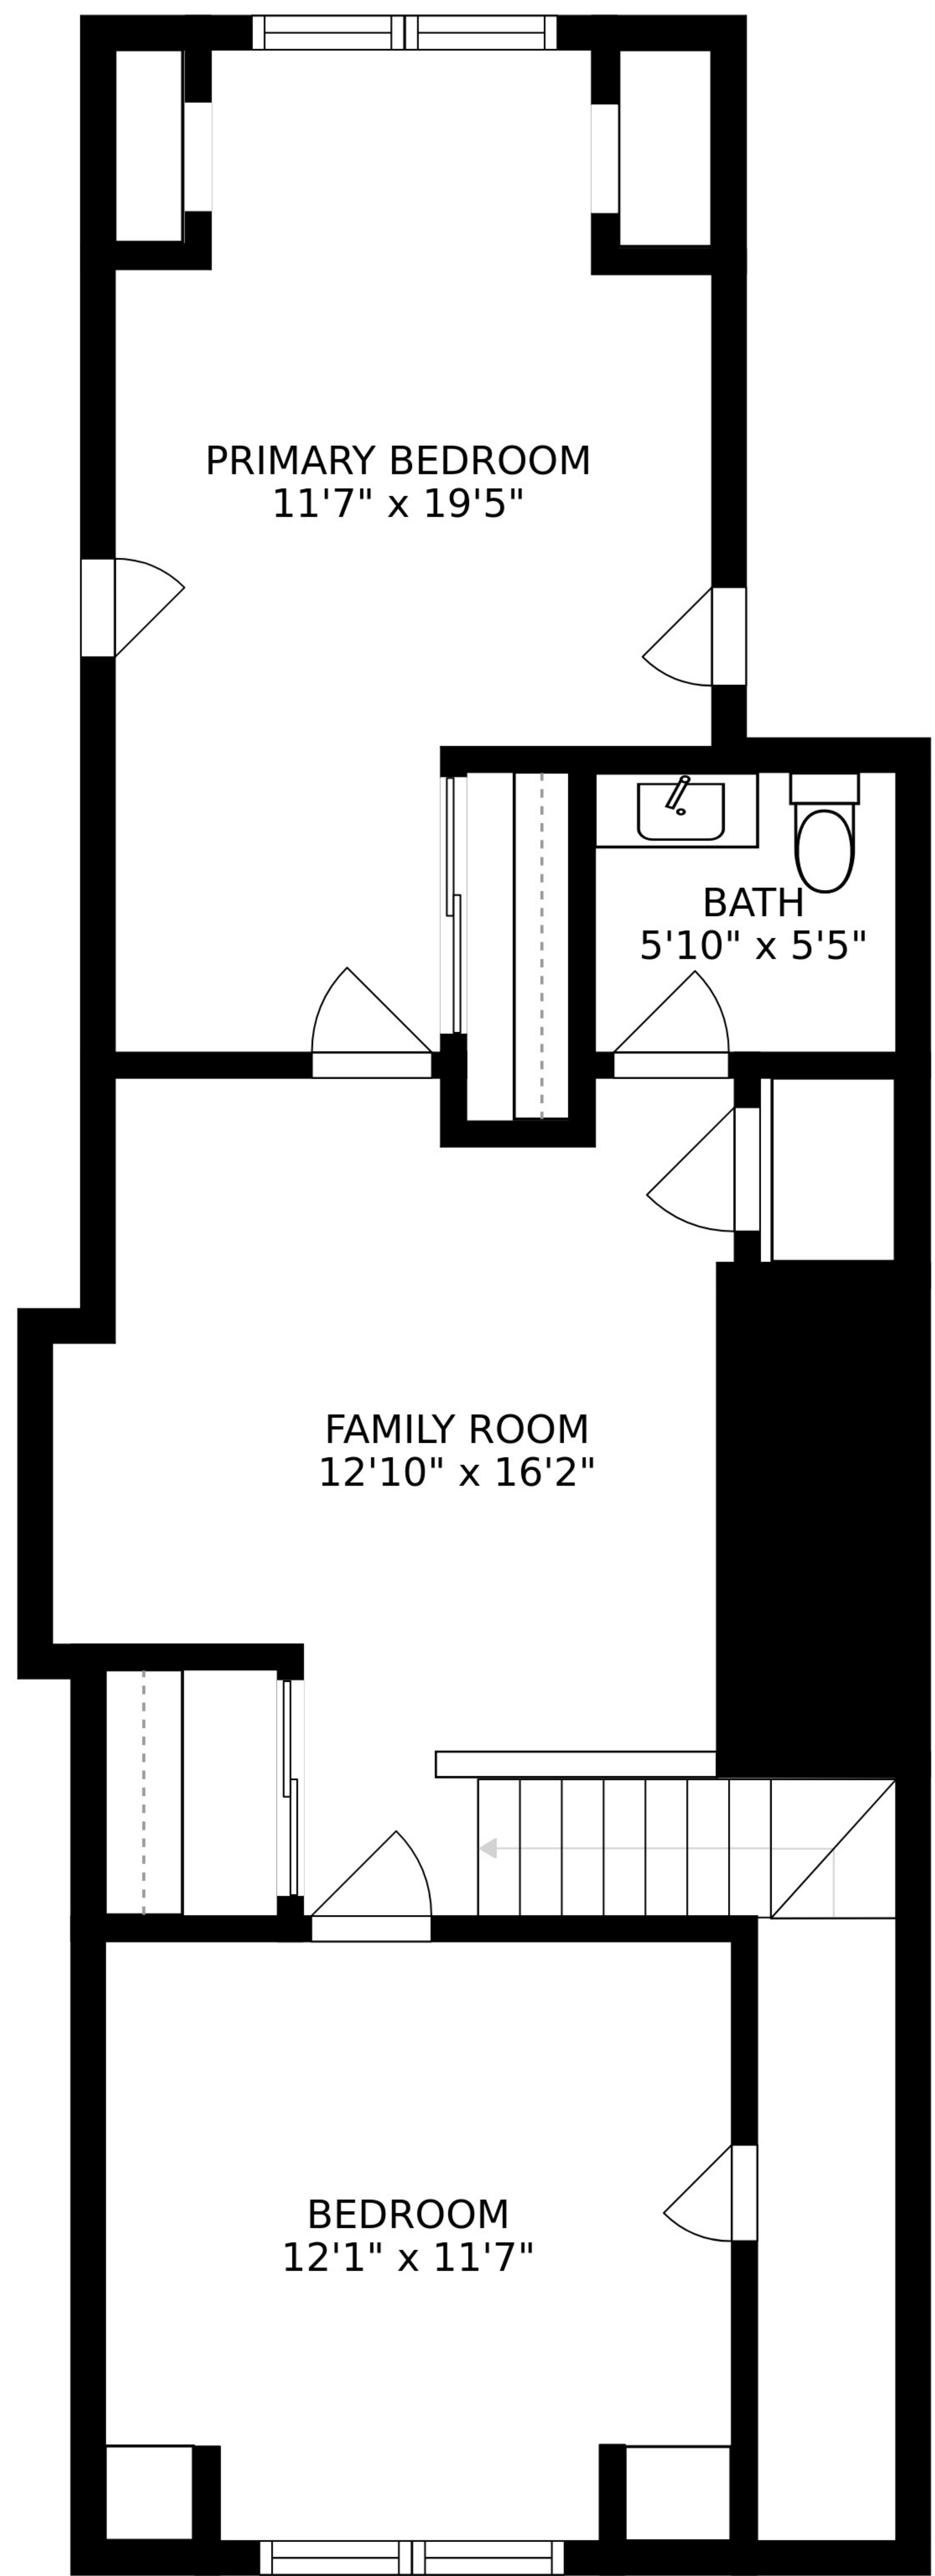 PRIMARY BEDROOM
11'7" x 19'5"
BATH
5'10" x 5'5"
FAMILY ROOM
12'10" x 16'2"
BEDROOM
12'1" x 11'7"